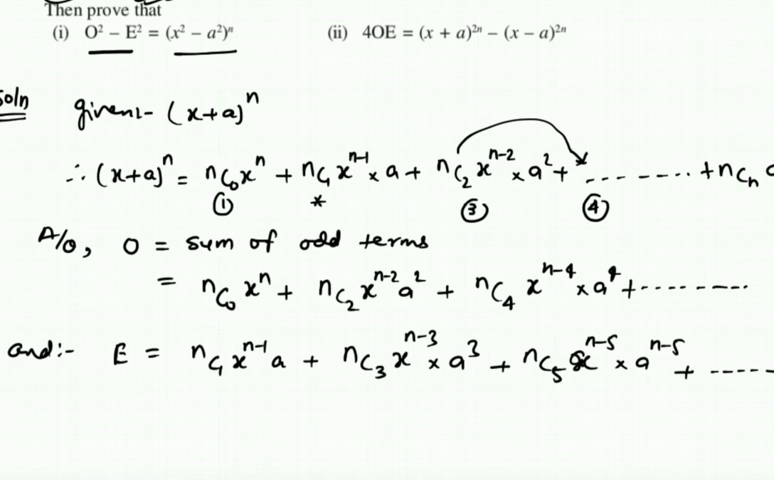 Then prove that
(i) O² – E² = (x² – a²)ⁿ (ii) 4OE = (x + a)²ⁿ – (x – a)²ⁿ
Soln given:- (x+a)ⁿ
∴ (x+a)ⁿ = nC₀xⁿ + nC₁xⁿ⁻¹×a + nC₂xⁿ⁻²×a² + -------- + nCₙ a
① * ③ ④
A/Q, O = sum of odd terms
= nC₀xⁿ + nC₂xⁿ⁻²a² + nC₄xⁿ⁻⁴×a⁴ + --------
and:- E = nC₁xⁿ⁻¹a + nC₃xⁿ⁻³×a³ + nC₅xⁿ⁻⁵×aⁿ⁻⁵ + -----